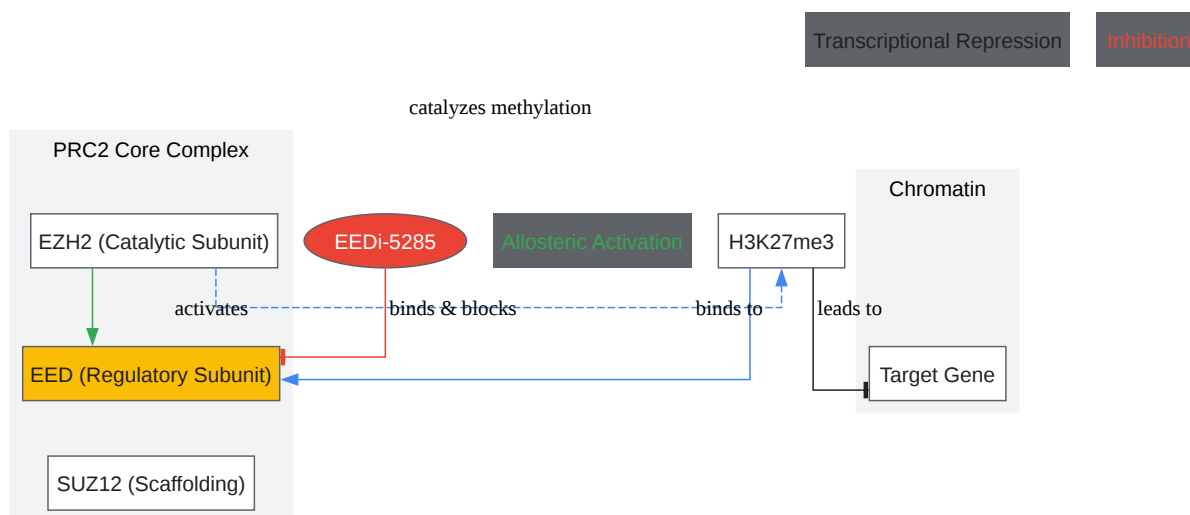 Transcriptional Repression
Inhibition
catalyzes methylation
PRC2 Core Complex
Chromatin
EZH2 (Catalytic Subunit)
EEDi-5285
Allosteric Activation
H3K27me3
activates
binds & blocks
binds to
leads to
EED (Regulatory Subunit)
Target Gene
SUZ12 (Scaffolding)